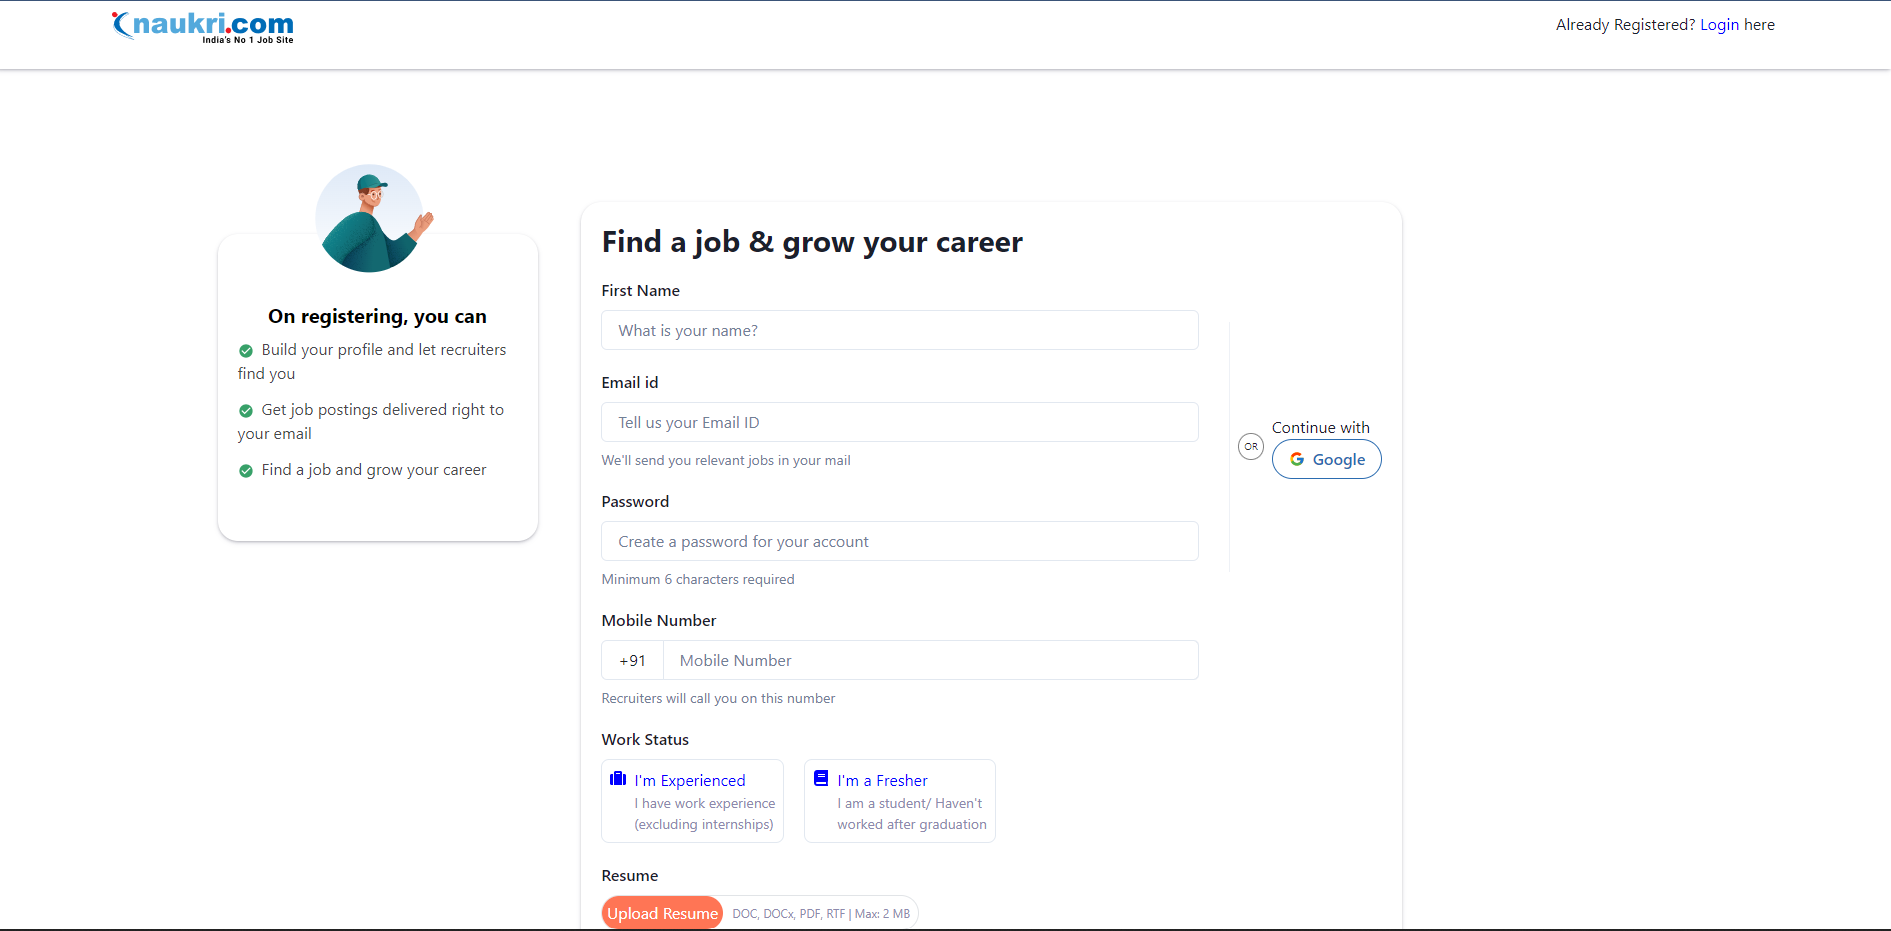 naukri.com
India's No 1 Job Site
Already Registered? Login here
On registering, you can
Build your profile and let recruiters
find you
Get job postings delivered right to
your email
Find a job and grow your career
Find a job & grow your career
First Name
What is your name?
Email id
Tell us your Email ID
We'll send you relevant jobs in your mail
Password
Create a password for your account
Minimum 6 characters required
Mobile Number
+91 Mobile Number
Recruiters will call you on this number
Work Status
I'm Experienced
I have work experience
(excluding internships)
I'm a Fresher
I am a student/ Haven't
worked after graduation
Resume
Upload Resume DOC, DOCx, PDF, RTF | Max: 2 MB
OR
Continue with
Google